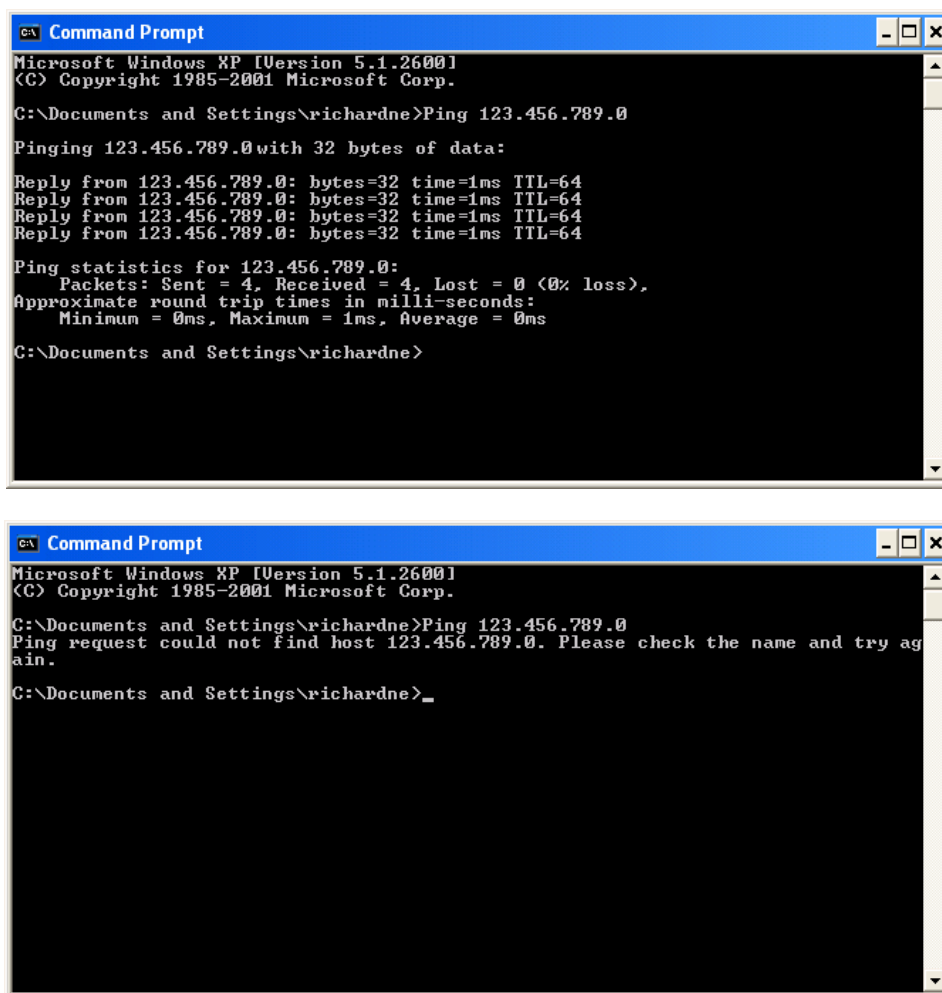 Command Prompt
Microsoft Windows XP [Version 5.1.2600]
(C) Copyright 1985-2001 Microsoft Corp.
C:\Documents and Settings\richardne>Ping 123.456.789.0
Pinging 123.456.789.0 with 32 bytes of data:
Reply from 123.456.789.0: bytes=32 time=1ms TTL=64
Reply from 123.456.789.0: bytes=32 time=1ms TTL=64
Reply from 123.456.789.0: bytes=32 time=1ms TTL=64
Reply from 123.456.789.0: bytes=32 time=1ms TTL=64
Ping statistics for 123.456.789.0:
Packets: Sent = 4, Received = 4, Lost = 0 (0% loss),
Approximate round trip times in milli-seconds:
Minimum = 0ms, Maximum = 1ms, Average = 0ms
C:\Documents and Settings\richardne>
Command Prompt
Microsoft Windows XP [Version 5.1.2600]
(C) Copyright 1985-2001 Microsoft Corp.
C:\Documents and Settings\richardne>Ping 123.456.789.0
Ping request could not find host 123.456.789.0. Please check the name and try ag
ain.
C:\Documents and Settings\richardne>_